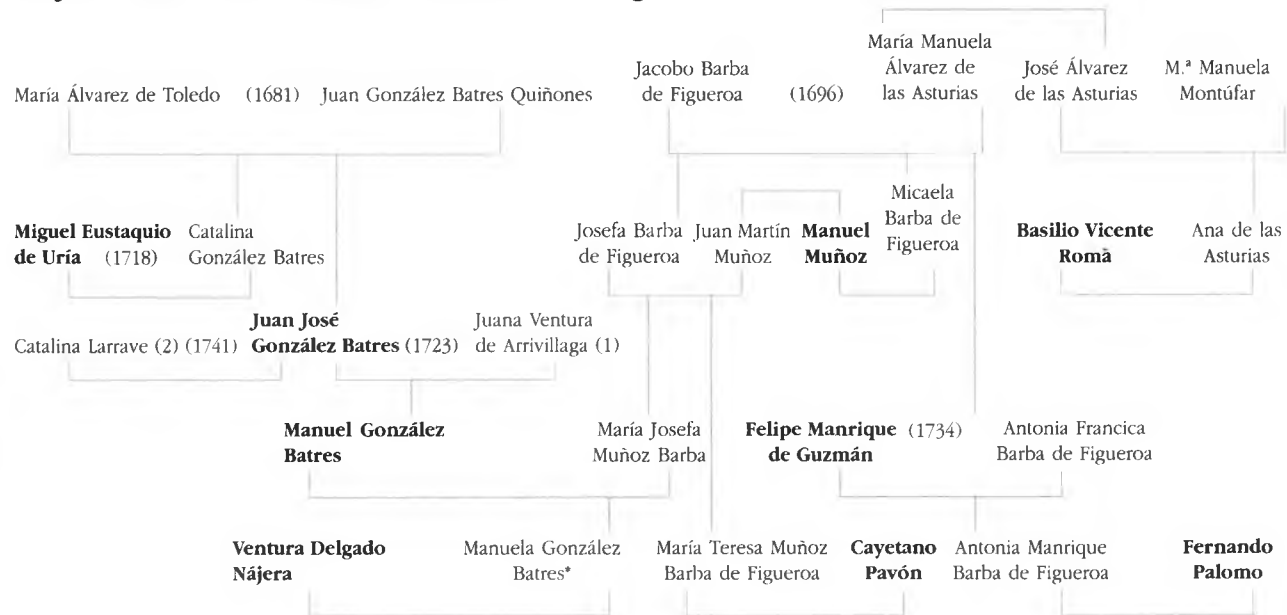 María Manuela
Jacobo Barba Álvarez de José Álvarez M.ª Manuela
María Álvarez de Toledo (1681) Juan González Batres Quiñones de Figueroa (1696) las Asturias de las Asturias Montúfar
Micaela
Miguel Eustaquio Catalina Josefa Barba Juan Martín Manuel Barba de Basilio Vicente Ana de las
de Uría (1718) González Batres de Figueroa Muñoz Muñoz Figueroa Romà Asturias
Juan José Juana Ventura
Catalina Larrave (2) (1741) González Batres (1723) de Arrivillaga (1)
Manuel González María Josefa Felipe Manrique (1734) Antonia Francica
Batres Muñoz Barba de Guzmán Barba de Figueroa
Ventura Delgado Manuela González María Teresa Muñoz Cayetano Antonia Manrique Fernando
Nájera Batres* Barba de Figueroa Pavón Barba de Figueroa Palomo